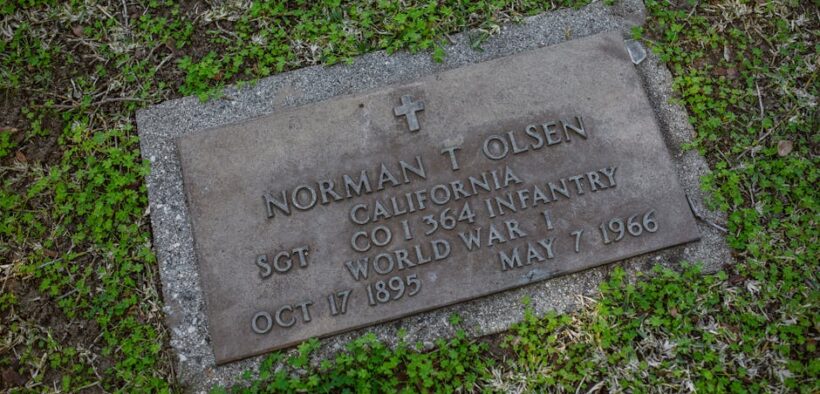 NORMAN T OLSEN
CALIFORNIA
SGT CO I 364 INFANTRY
WORLD WAR I
OCT 17 1895 MAY 7 1966